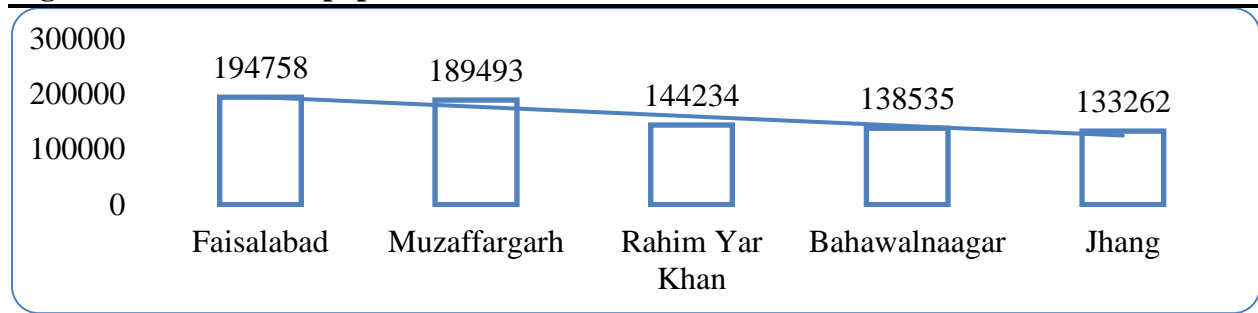 300000
200000
100000
0
194758
189493
144234
138535
133262
Faisalabad
Muzaffargarh
Rahim Yar
Khan
Bahawalnaagar
Jhang